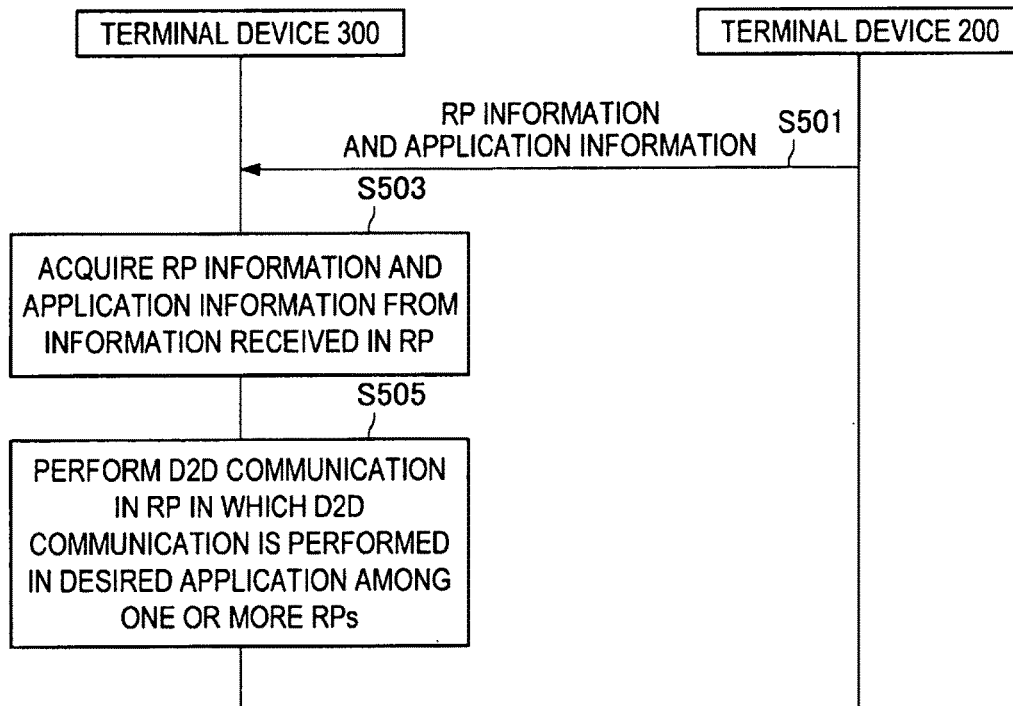 TERMINAL DEVICE 300
TERMINAL DEVICE 200
RP INFORMATION
AND APPLICATION INFORMATION
S501
S503
ACQUIRE RP INFORMATION AND
APPLICATION INFORMATION FROM
INFORMATION RECEIVED IN RP
S505
PERFORM D2D COMMUNICATION
IN RP IN WHICH D2D
COMMUNICATION IS PERFORMED
IN DESIRED APPLICATION AMONG
ONE OR MORE RPs